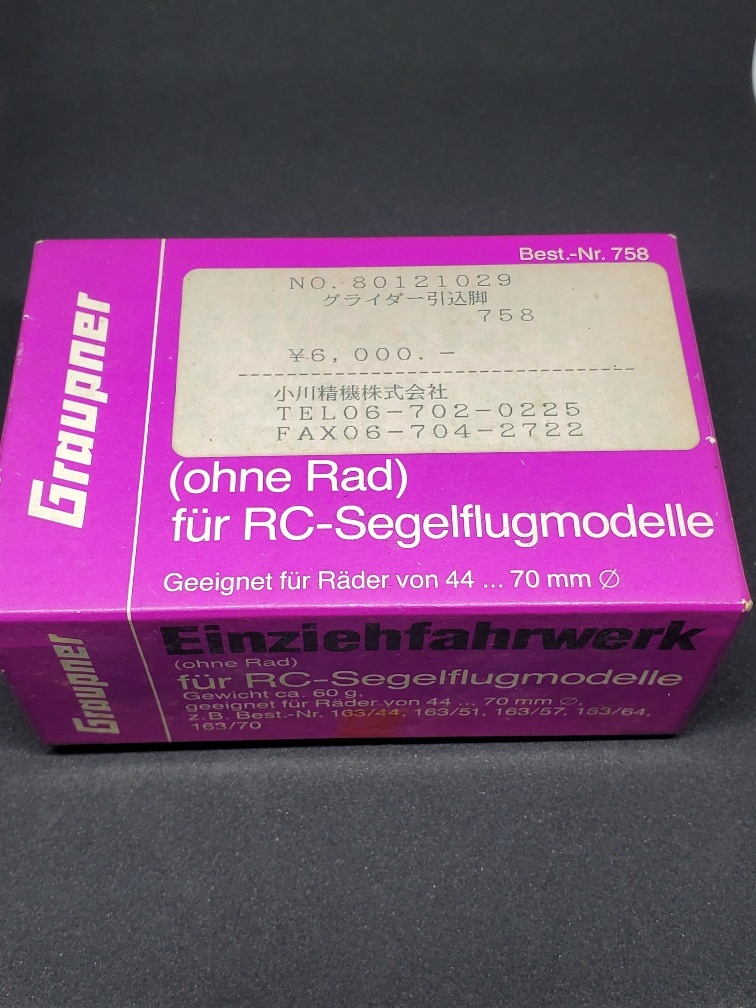 Best.-Nr. 758
NO.-80121029
グライダー引込脚
758
¥6,000.-
小川精機株式会社
TEL06-702-0225
FAX06-704-2722
Graupner
(ohne Rad)
für RC-Segelflugmodelle
Geeignet für Räder von 44 ... 70 mm ∅
Graupner
Einziehfahrwerk
(ohne Rad)
für RC-Segelflugmodelle
Gewicht ca. 60 g,
geeignet für Räder von 44 ... 70 mm ∅,
z.B. Best.-Nr. 163/44, 163/51, 163/57, 153/64,
163/70